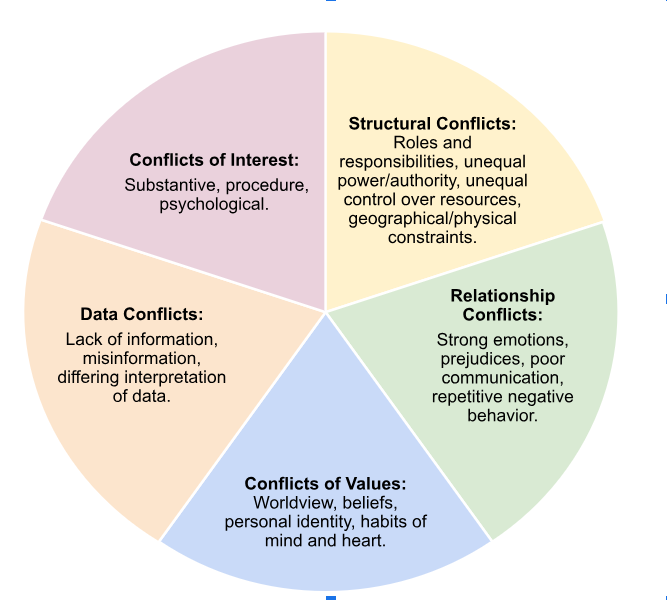 Structural Conflicts:
Roles and
responsibilities, unequal
power/authority, unequal
control over resources,
geographical/physical
constraints.
Relationship
Conflicts:
Strong emotions,
prejudices, poor
communication,
repetitive negative
behavior.
Conflicts of Values:
Worldview, beliefs,
personal identity, habits of
mind and heart.
Data Conflicts:
Lack of information,
misinformation,
differing interpretation
of data.
Conflicts of Interest:
Substantive, procedure,
psychological.